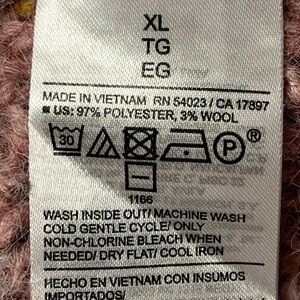 XL
TG
EG
MADE IN VIETNAM RN 54023 / CA 17897
US: 97% POLYESTER, 3% WOOL
30 P ®
1166
WASH INSIDE OUT/ MACHINE WASH
COLD GENTLE CYCLE/ ONLY
NON-CHLORINE BLEACH WHEN
NEEDED/ DRY FLAT/ COOL IRON
HECHO EN VIETNAM CON INSUMOS
IMPORTADOS/